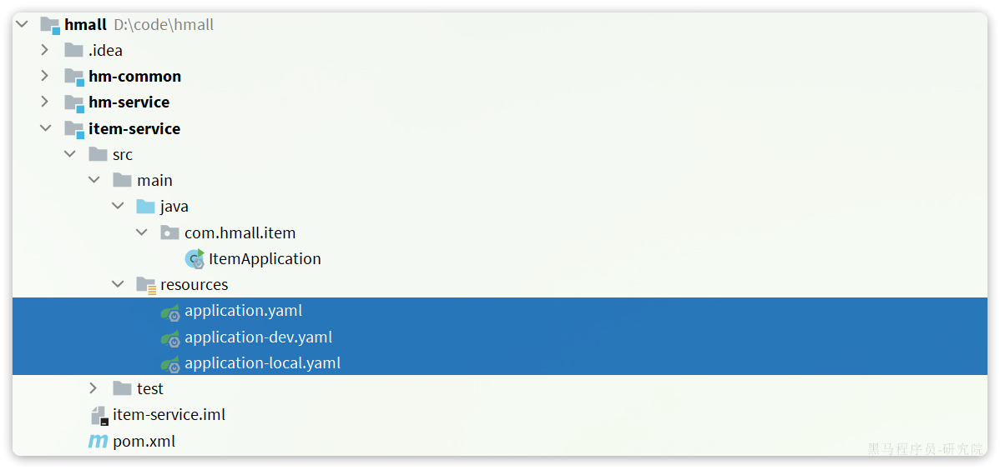 hmall D:\code\hmall
.idea
hm-common
hm-service
item-service
src
main
java
com.hmall.item
ItemApplication
resources
application.yaml
application-dev.yaml
application-local.yaml
test
item-service.iml
pom.xml
黑马程序员-研究院